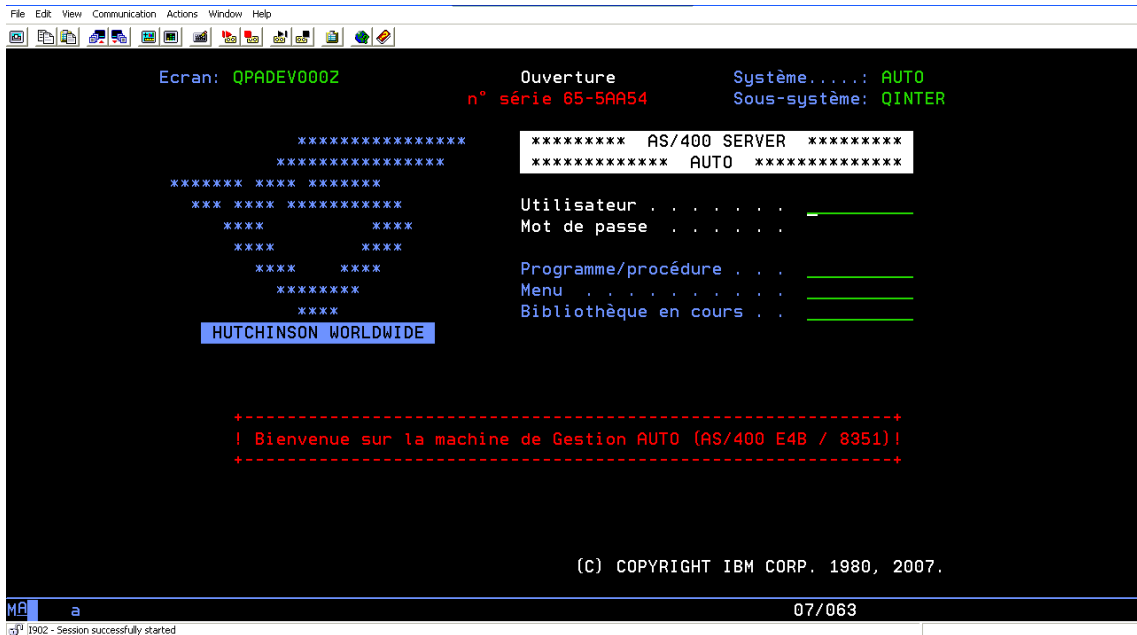 File Edit View Communication Actions Window Help
Ecran: QPADEV000Z Ouverture Système.....: AUTO
n° série 65-5AA54 Sous-système: QINTER
**************** ********* AS/400 SERVER *********
**************** ************* AUTO **************
******* **** *******
*** **** *********** Utilisateur . . . . . . .
**** **** Mot de passe . . . . . .
**** ****
**** **** Programme/procédure . . .
******** Menu . . . . . . . . . .
**** Bibliothèque en cours . .
HUTCHINSON WORLDWIDE
+-------------------------------------------------------------+
! Bienvenue sur la machine de Gestion AUTO (AS/400 E4B / 8351)!
+-------------------------------------------------------------+
(C) COPYRIGHT IBM CORP. 1980, 2007.
MA a 07/063
I902 - Session successfully started